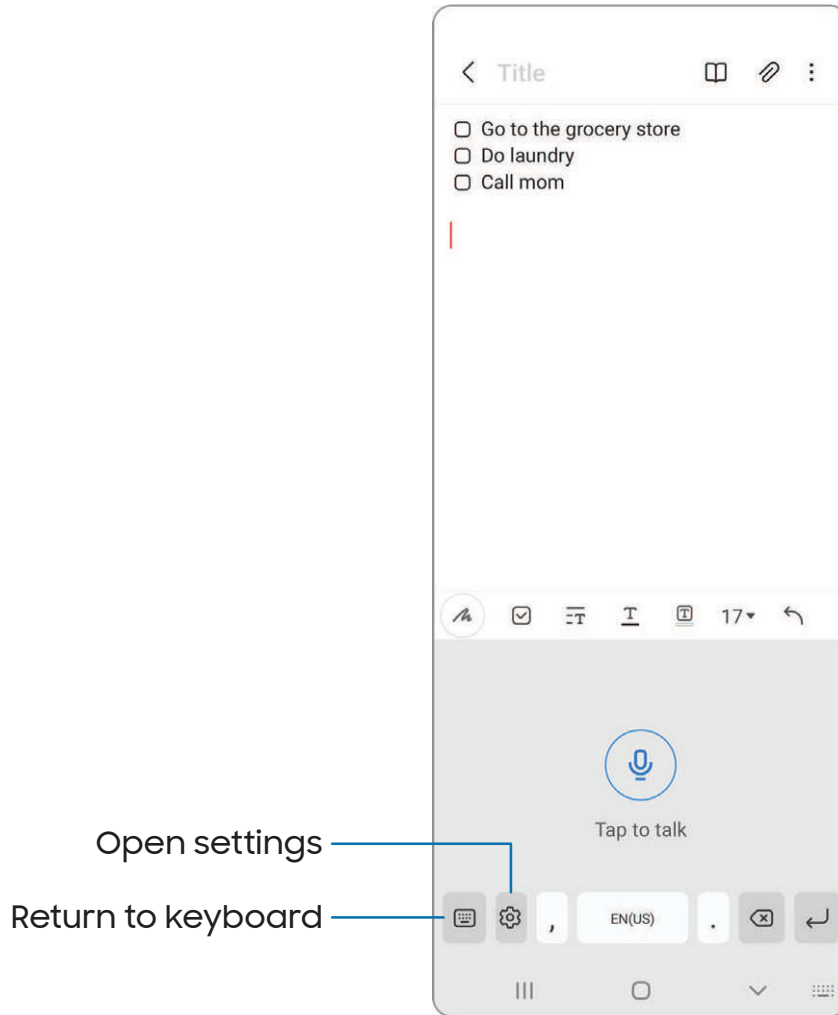 Title
Go to the grocery store
Do laundry
Call mom
17
Tap to talk
Open settings
Return to keyboard
, EN(US) .